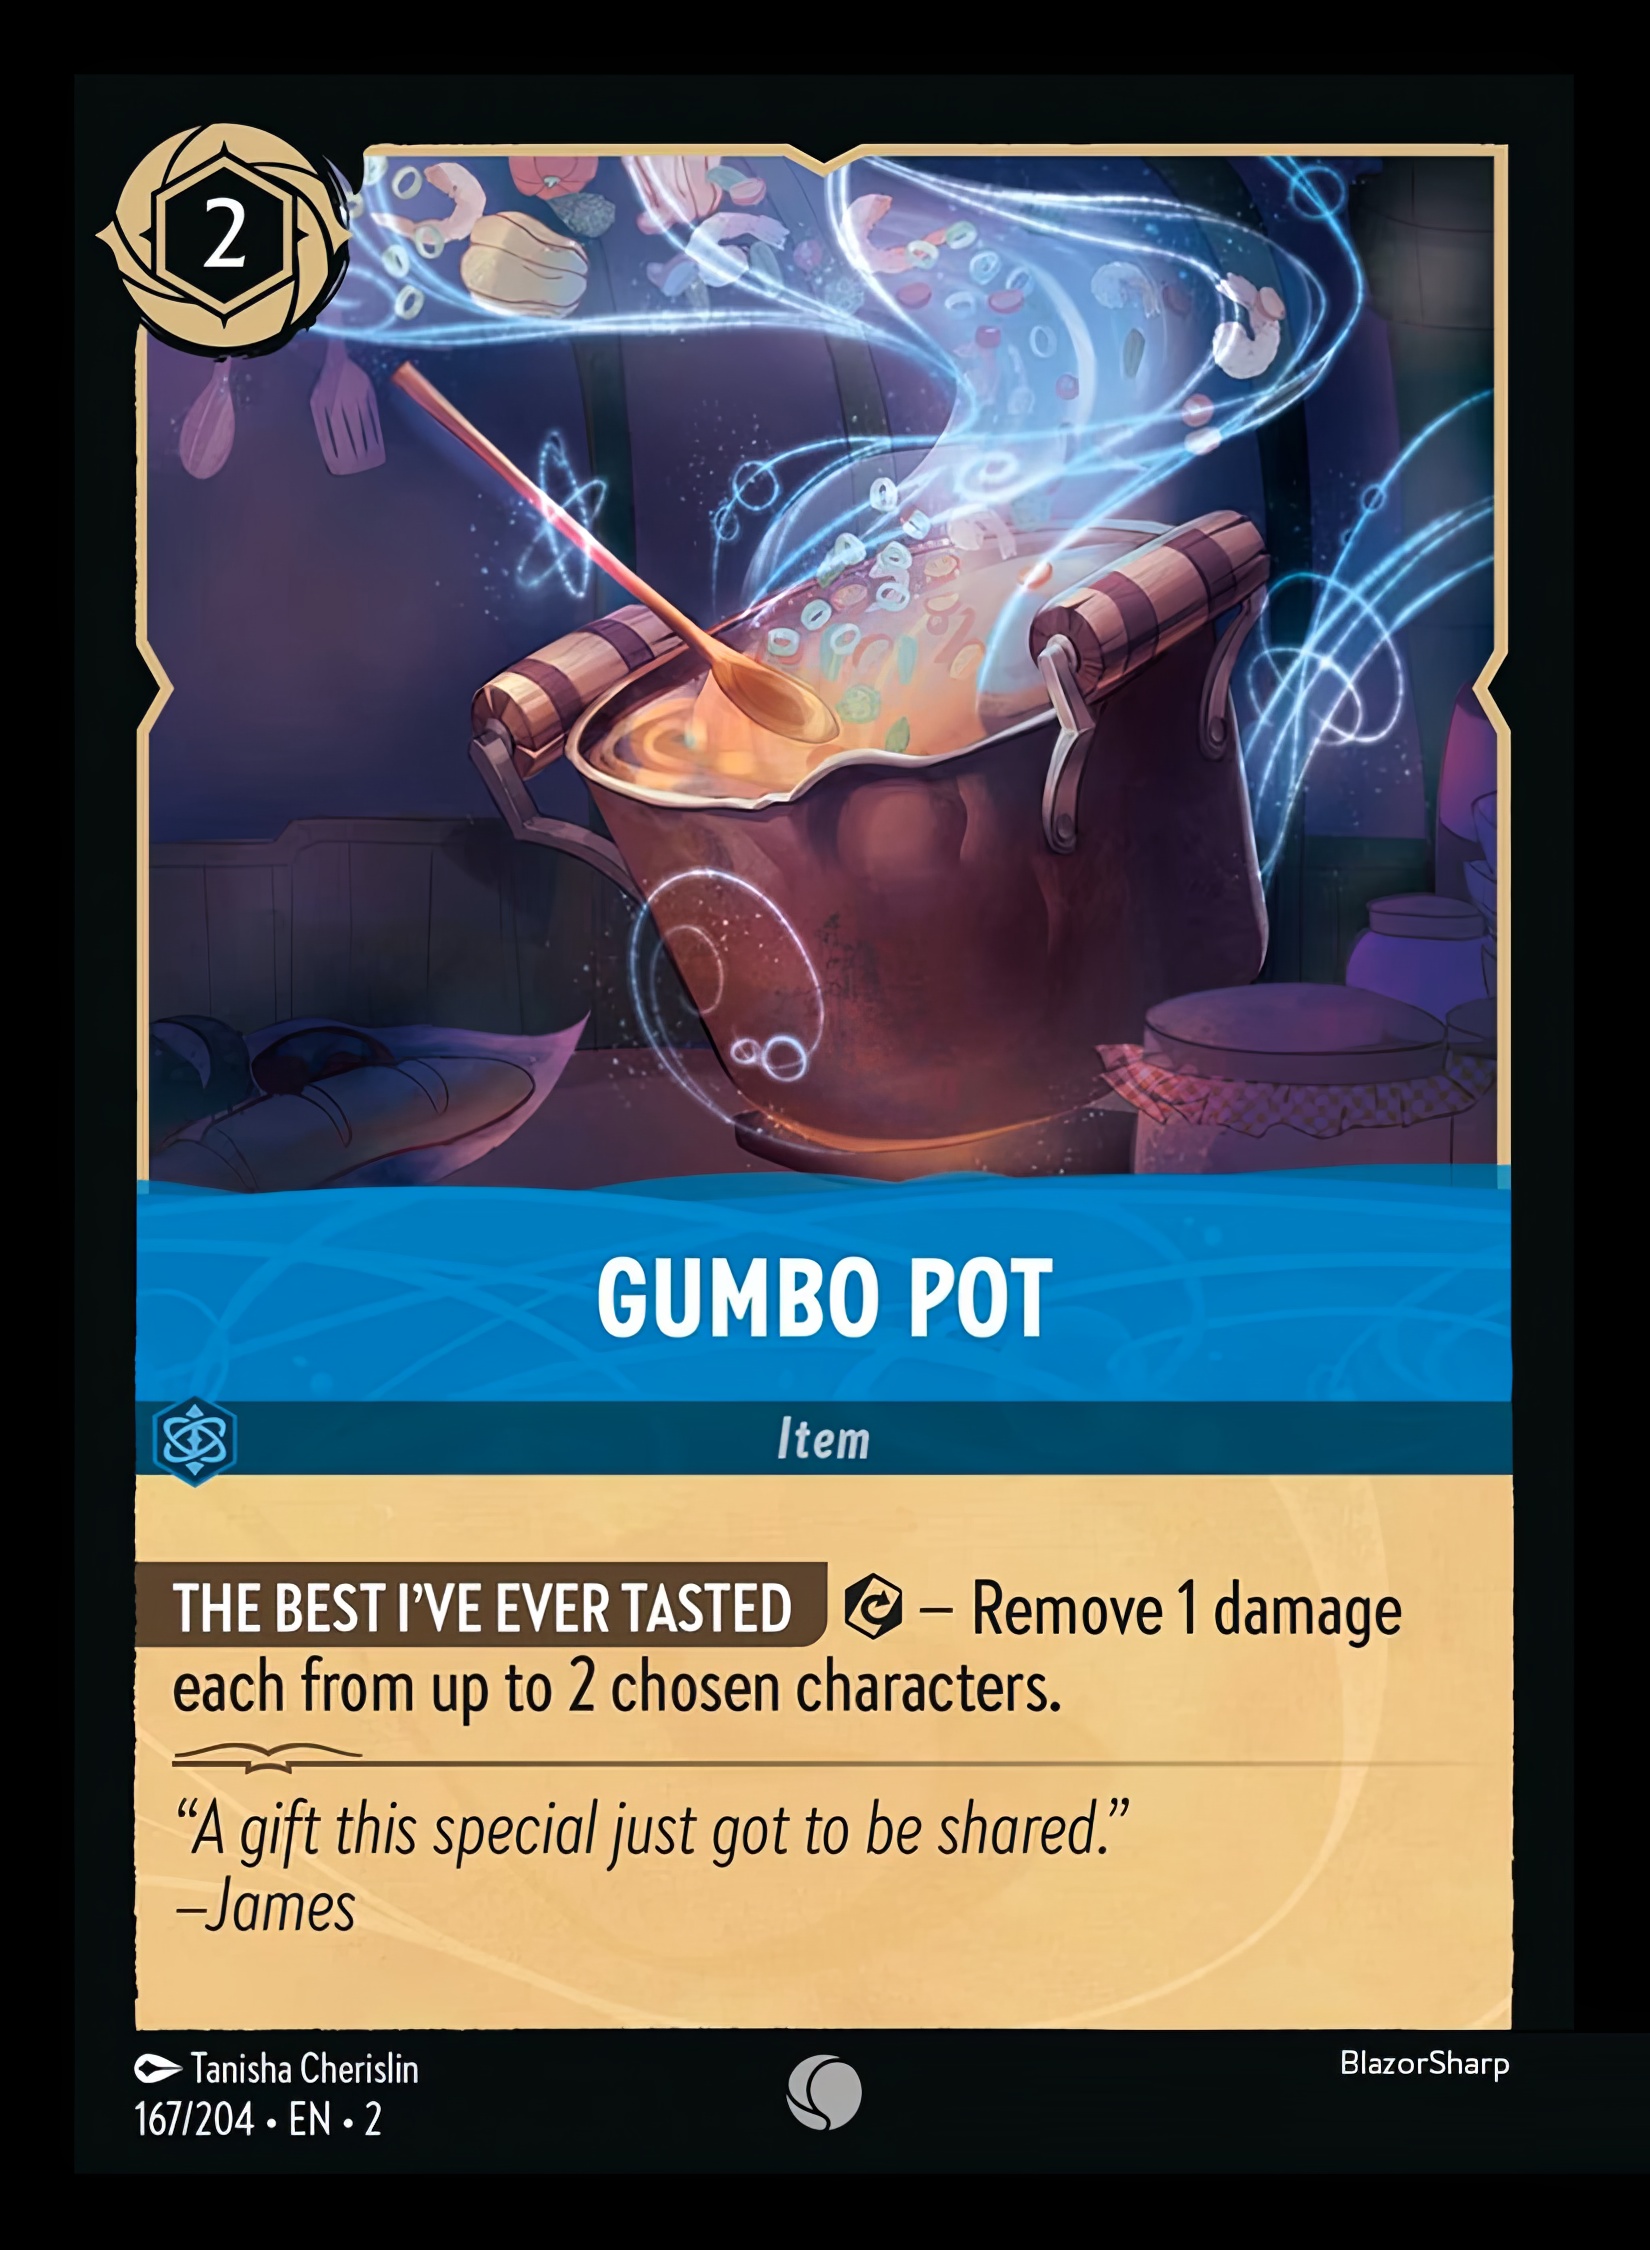 2
GUMBO POT
Item
THE BEST I'VE EVER TASTED – Remove 1 damage
each from up to 2 chosen characters.
“A gift this special just got to be shared.”
–James
Tanisha Cherislin
BlazorSharp
167/204 • EN • 2